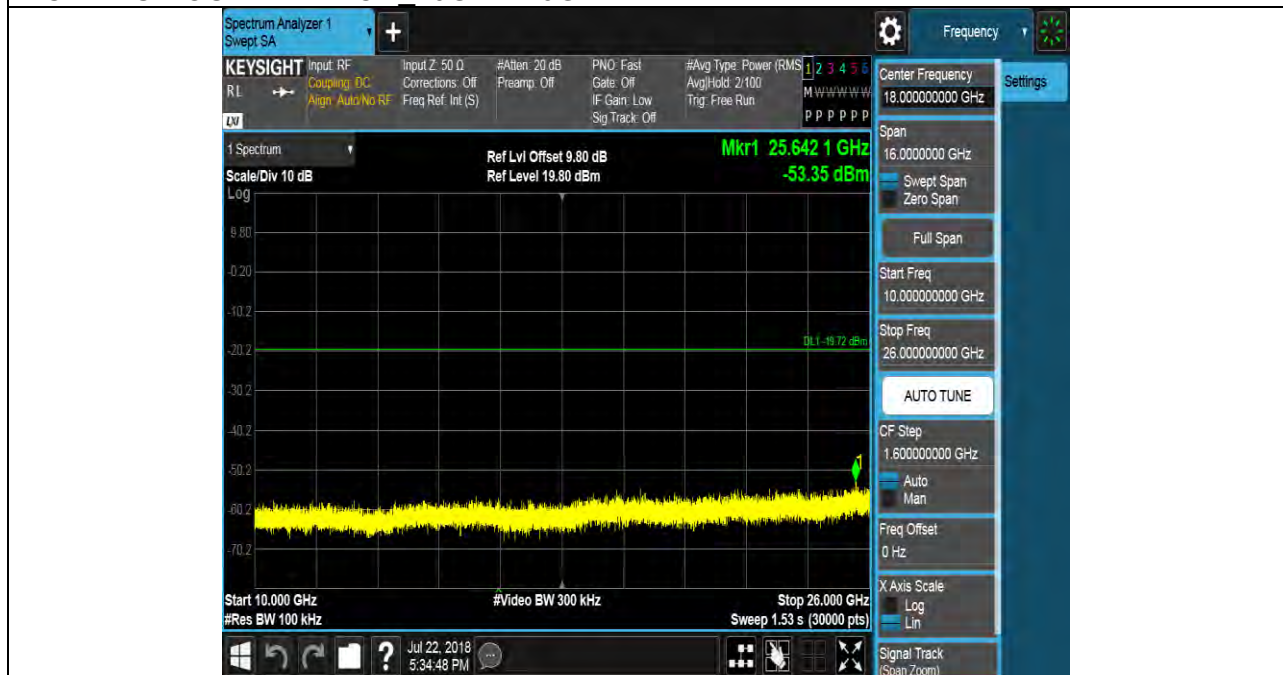 Spectrum Analyzer 1
Swept SA
+
Frequency
KEYSIGHT
RL
LXI
Input: RF
Coupling: DC
Align: Auto/No RF
Input Z: 50 Ω
Corrections: Off
Freq Ref: Int (S)
#Atten: 20 dB
Preamp: Off
PNO: Fast
Gate: Off
IF Gain: Low
Sig Track: Off
#Avg Type: Power (RMS
Avg|Hold: 2/100
Trig: Free Run
1 2 3 4 5 6
M W W W W W
P P P P P P
1 Spectrum
Scale/Div 10 dB
Ref Lvl Offset 9.80 dB
Ref Level 19.80 dBm
Mkr1 25.642 1 GHz
-53.35 dBm
Log
9.80
-0.20
-10.2
DL1 -19.72 dBm
-20.2
-30.2
-40.2
-50.2
1
-60.2
-70.2
Start 10.000 GHz
#Video BW 300 kHz
Stop 26.000 GHz
#Res BW 100 kHz
Sweep 1.53 s (30000 pts)
?
Jul 22, 2018
5:34:48 PM
Center Frequency
18.000000000 GHz
Settings
Span
16.0000000 GHz
Swept Span
Zero Span
Full Span
Start Freq
10.000000000 GHz
Stop Freq
26.000000000 GHz
AUTO TUNE
CF Step
1.600000000 GHz
Auto
Man
Freq Offset
0 Hz
X Axis Scale
Log
Lin
Signal Track
(Span Zoom)